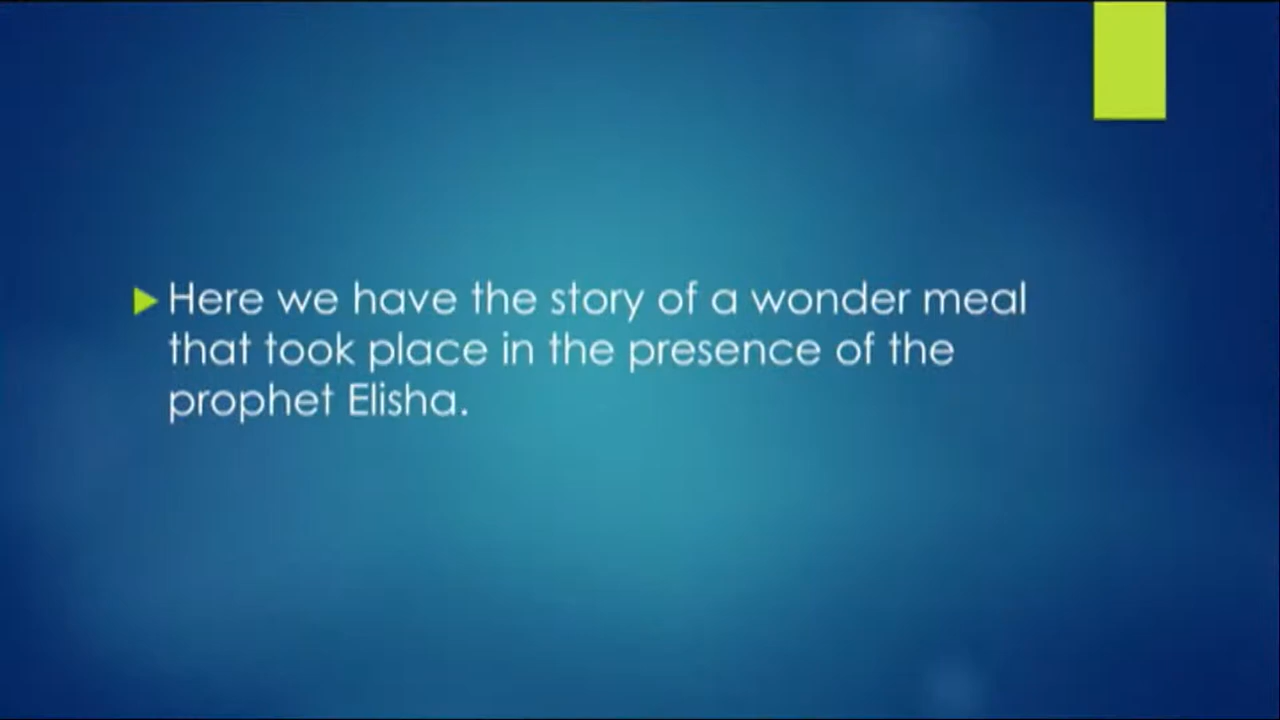 Here we have the story of a wonder meal
that took place in the presence of the
prophet Elisha.